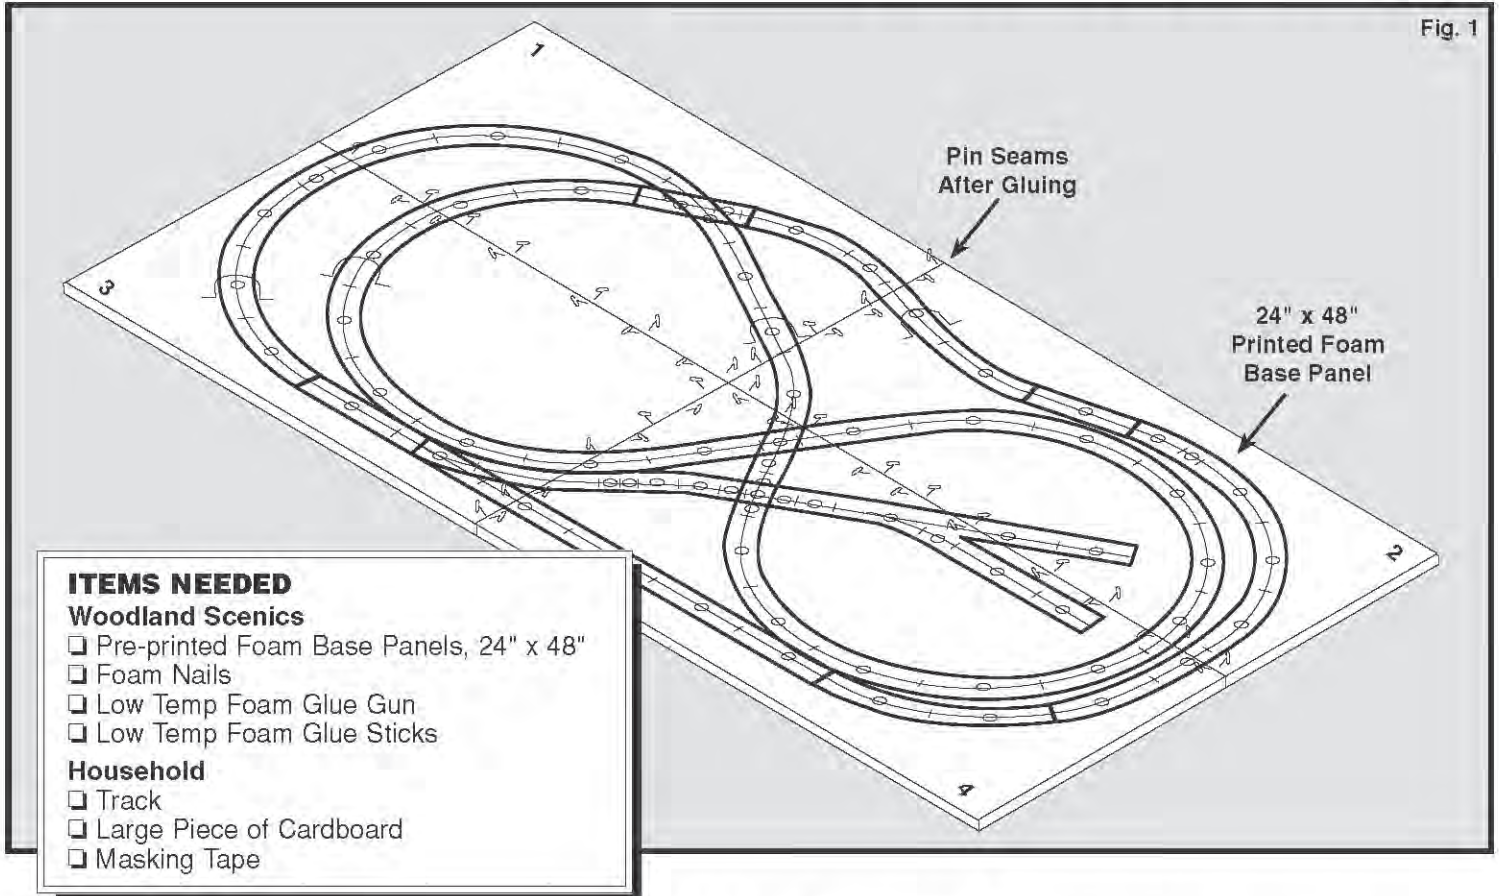 Fig. 1
1
Pin Seams
After Gluing
3
24" x 48"
Printed Foam
Base Panel
2
4
ITEMS NEEDED
Woodland Scenics
❑ Pre-printed Foam Base Panels, 24" x 48"
❑ Foam Nails
❑ Low Temp Foam Glue Gun
❑ Low Temp Foam Glue Sticks
Household
❑ Track
❑ Large Piece of Cardboard
❑ Masking Tape